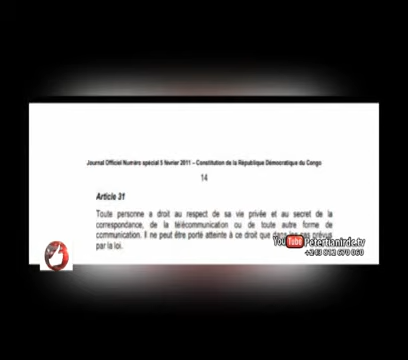 Journal Officiel Numéro spécial 5 février 2011 – Constitution de la République Démocratique du Congo
14
Article 31
Toute personne a droit au respect de sa vie privée et au secret de la
correspondance, de la télécommunication ou de toute autre forme de
communication. Il ne peut être porté atteinte à ce droit que dans les cas prévus
par la loi.
YouTube Petertianirdc.tv
+243 812 670 060